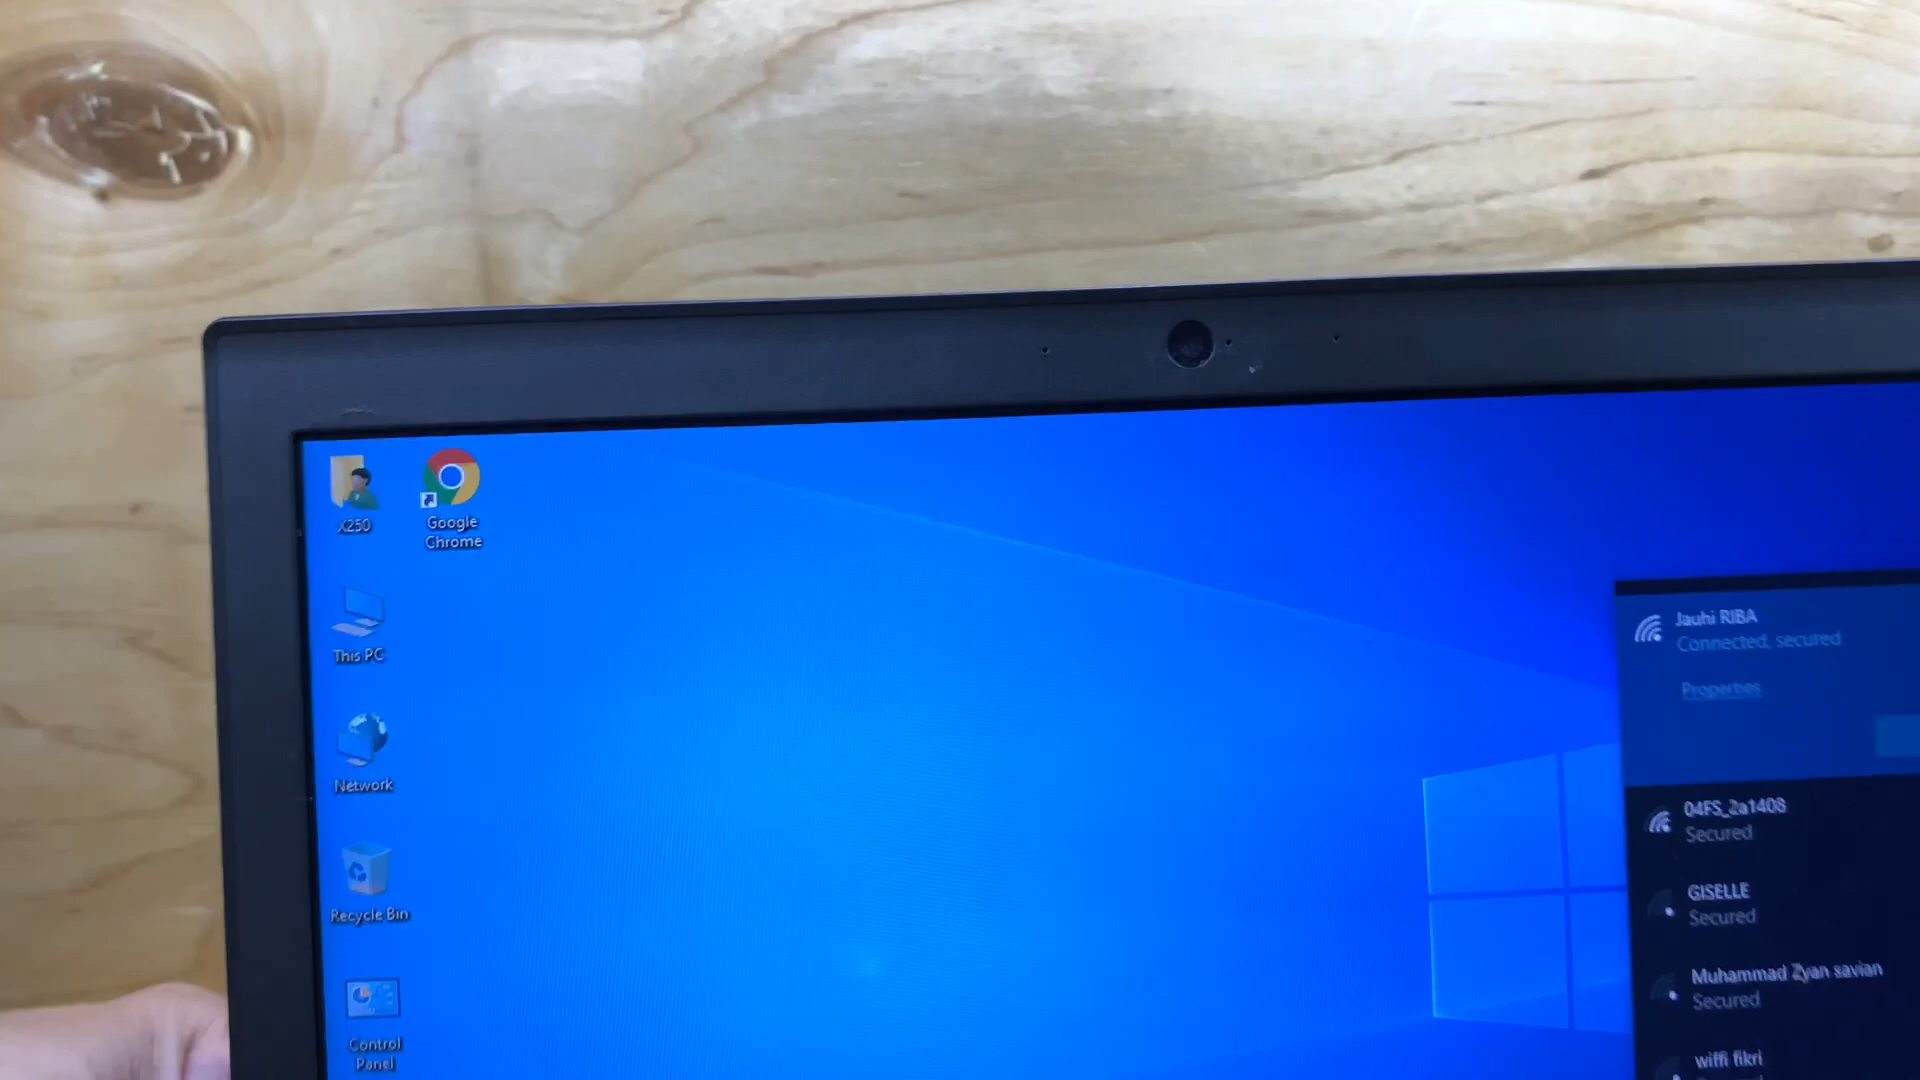 X250
Google
Chrome
This PC
Network
Recycle Bin
Control
Panel
Jauhi RIBA
Connected, secured
Properties
04FS_2a1408
Secured
GISELLE
Secured
Muhammad Zyan savian
Secured
wiffi fikri